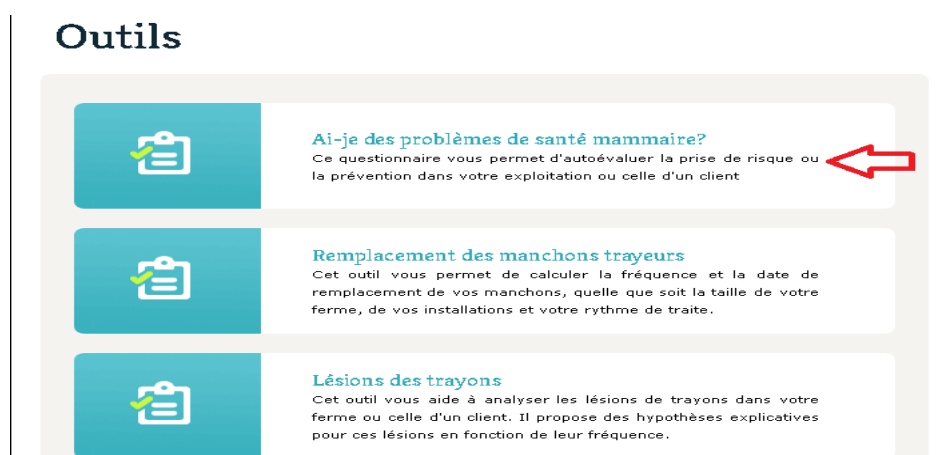 Outils
Ai-je des problèmes de santé mammaire?
Ce questionnaire vous permet d'autoévaluer la prise de risque ou
la prévention dans votre exploitation ou celle d'un client
Remplacement des manchons trayeurs
Cet outil vous permet de calculer la fréquence et la date de
remplacement de vos manchons, quelle que soit la taille de votre
ferme, de vos installations et votre rythme de traite.
Lésions des trayons
Cet outil vous aide à analyser les lésions de trayons dans votre
ferme ou celle d'un client. Il propose des hypothèses explicatives
pour ces lésions en fonction de leur fréquence.